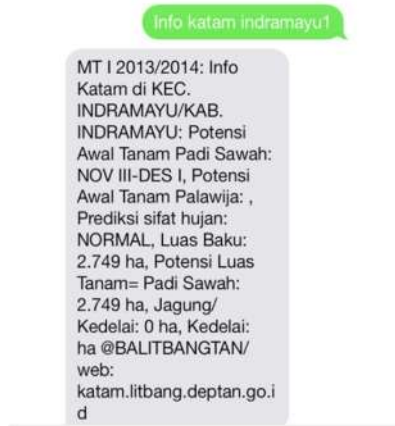 Info katam indramayu1
MT I 2013/2014: Info
Katam di KEC.
INDRAMAYU/KAB.
INDRAMAYU: Potensi
Awal Tanam Padi Sawah:
NOV III-DES I, Potensi
Awal Tanam Palawija: ,
Prediksi sifat hujan:
NORMAL, Luas Baku:
2.749 ha, Potensi Luas
Tanam= Padi Sawah:
2.749 ha, Jagung/
Kedelai: 0 ha, Kedelai:
ha @BALITBANGTAN/
web:
katam.litbang.deptan.go.i
d